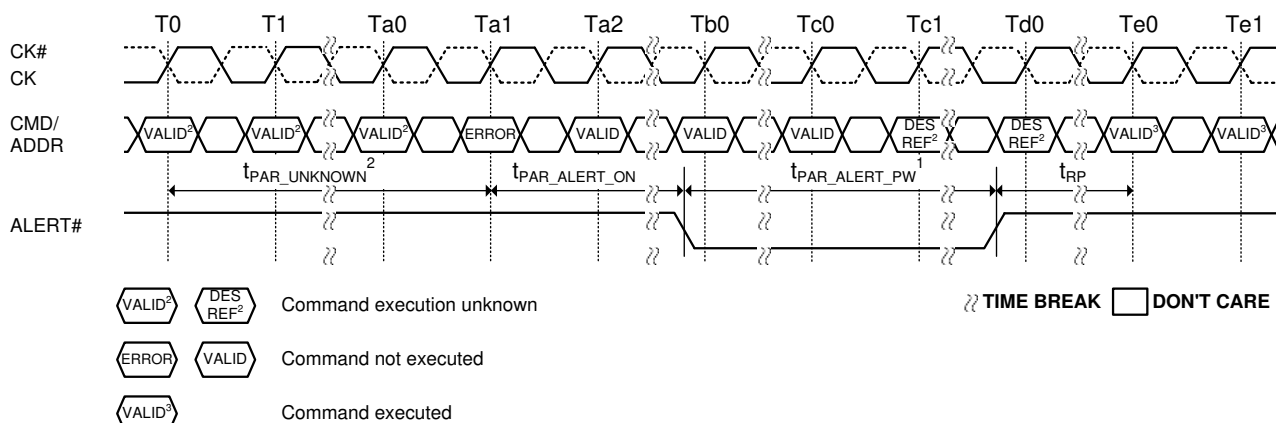 T0 T1 Ta0 Ta1 Ta2 Tb0 Tc0 Tc1 Td0 Te0 Te1
CK#
CK
CMD/
ADDR
VALID² VALID² VALID² ERROR VALID VALID VALID DES REF² DES REF² VALID³ VALID³
tPAR_UNKNOWN² tPAR_ALERT_ON tPAR_ALERT_PW¹ tRP
ALERT#
VALID² DES REF² Command execution unknown
TIME BREAK DON'T CARE
ERROR VALID Command not executed
VALID³ Command executed